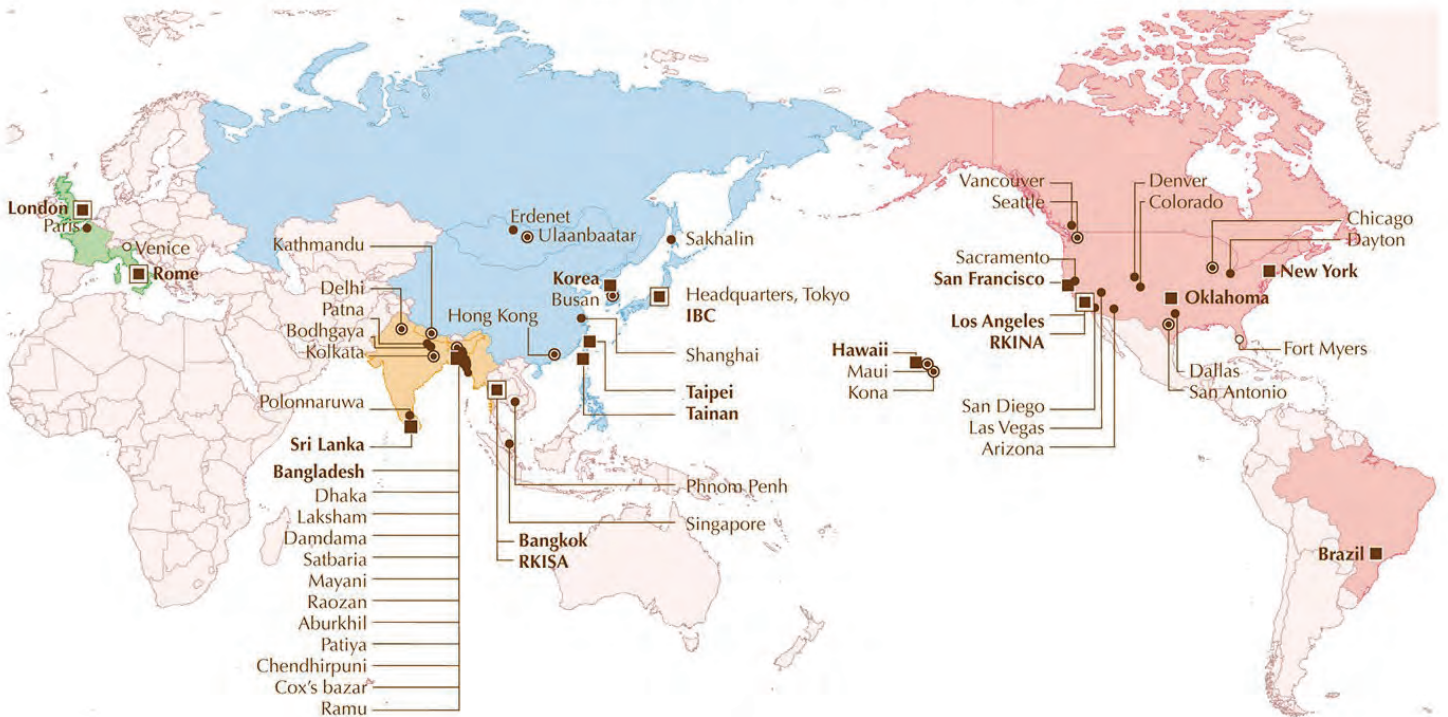 London
Paris
Venice
Rome
Kathmandu
Delhi
Patna
Bodhgaya
Kolkata
Polonnaruwa
Sri Lanka
Bangladesh
Dhaka
Laksham
Damdama
Satbaria
Mayani
Raozan
Aburkhil
Patiya
Chendhirpuni
Cox's bazar
Ramu
Erdenet
Ulaanbaatar
Sakhalin
Korea
Busan
Headquarters, Tokyo
IBC
Hong Kong
Shanghai
Taipei
Tainan
Phnom Penh
Singapore
Bangkok
RKISA
Hawaii
Maui
Kona
Vancouver
Seattle
Sacramento
San Francisco
Los Angeles
RKINA
San Diego
Las Vegas
Arizona
Denver
Colorado
Chicago
Dayton
New York
Oklahoma
Fort Myers
Dallas
San Antonio
Brazil